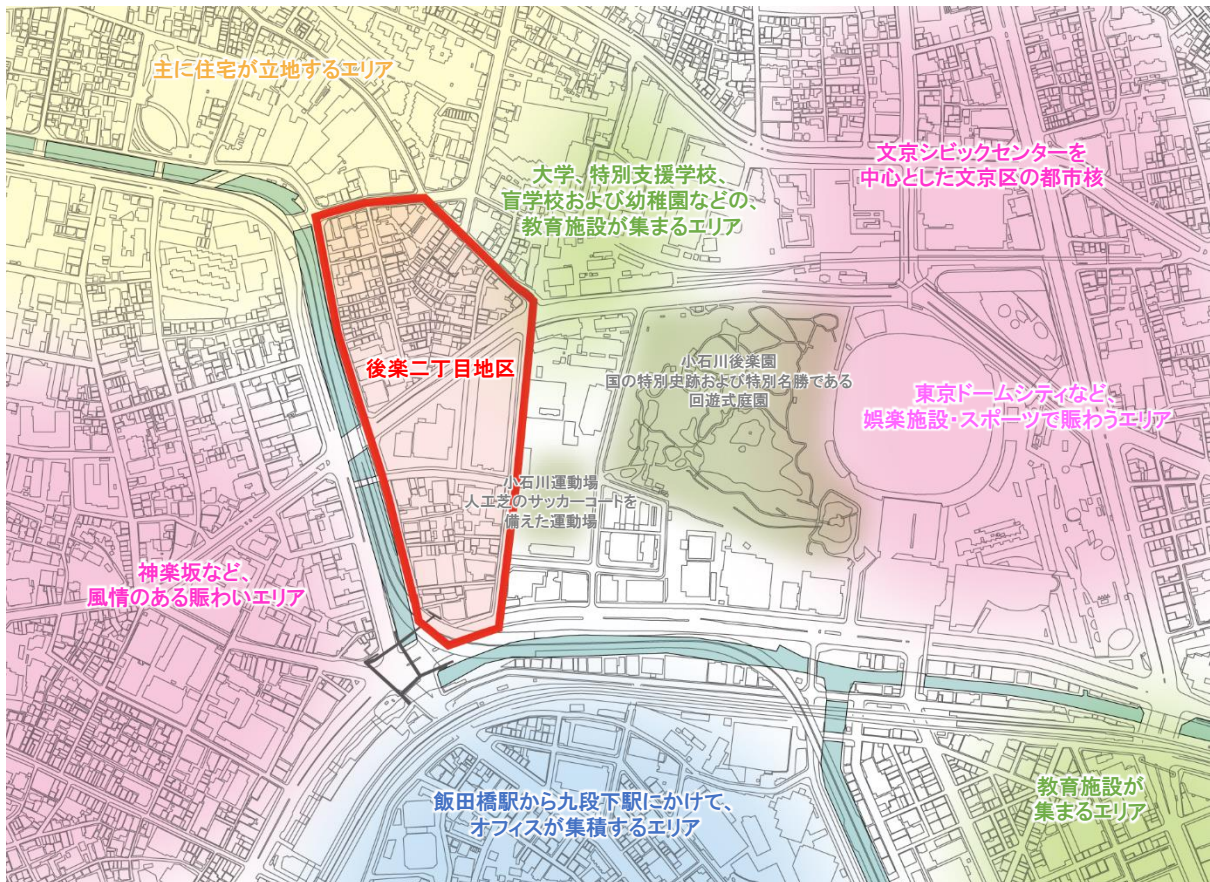 主に住宅が立地するエリア
文京シビックセンターを
中心とした文京区の都市核
大学、特別支援学校、
盲学校および幼稚園などの、
教育施設が集まるエリア
後楽二丁目地区
小石川後楽園
国の特別史跡および特別名勝である
回遊式庭園
東京ドームシティなど、
娯楽施設・スポーツで賑わうエリア
小石川運動場
人工芝のサッカーコートを
備えた運動場
神楽坂など、
風情のある賑わいエリア
飯田橋駅から九段下駅にかけて、
オフィスが集積するエリア
教育施設が
集まるエリア